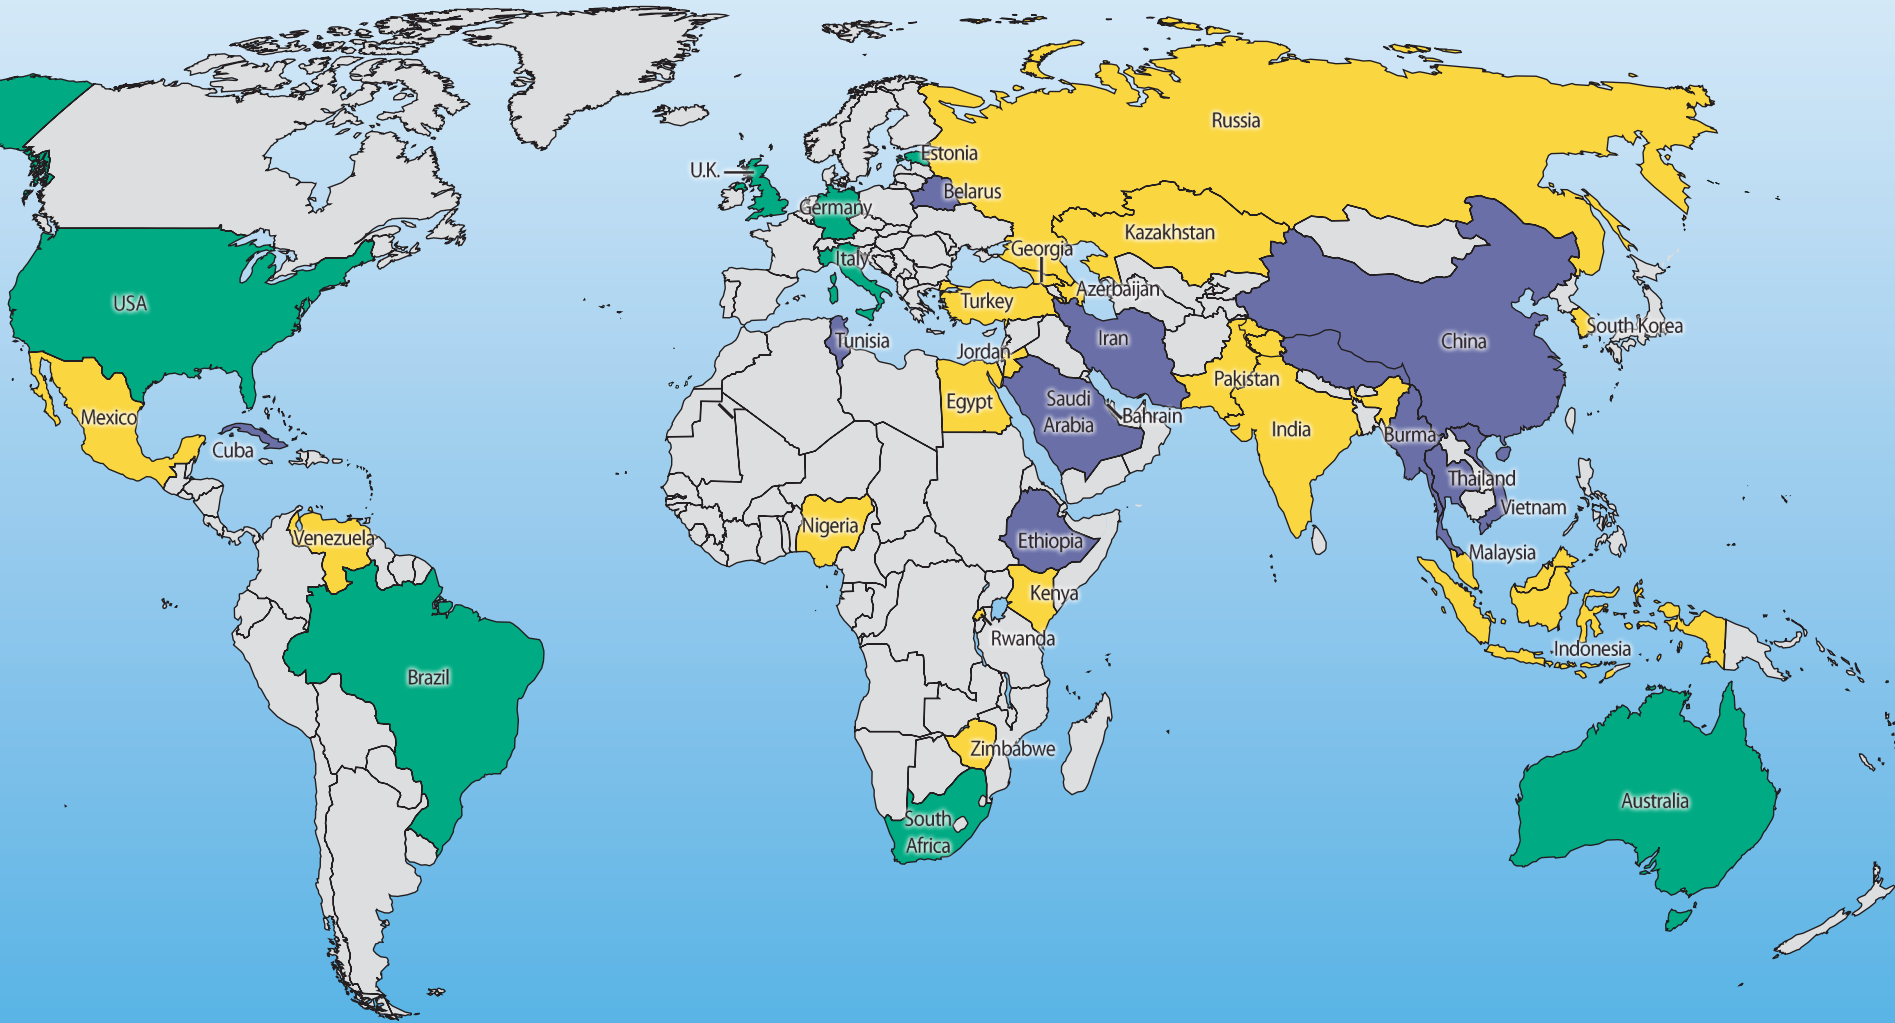 Russia
Estonia
U.K.
Belarus
Germany
Kazakhstan
Georgia
Italy
Azerbaijan
USA
Turkey
South Korea
Iran
China
Tunisia
Jordan
Pakistan
Saudi
Arabia
Egypt
Bahrain
Mexico
India
Burma
Cuba
Thailand
Vietnam
Nigeria
Venezuela
Ethiopia
Malaysia
Kenya
Rwanda
Indonesia
Brazil
Zimbabwe
Australia
South
Africa